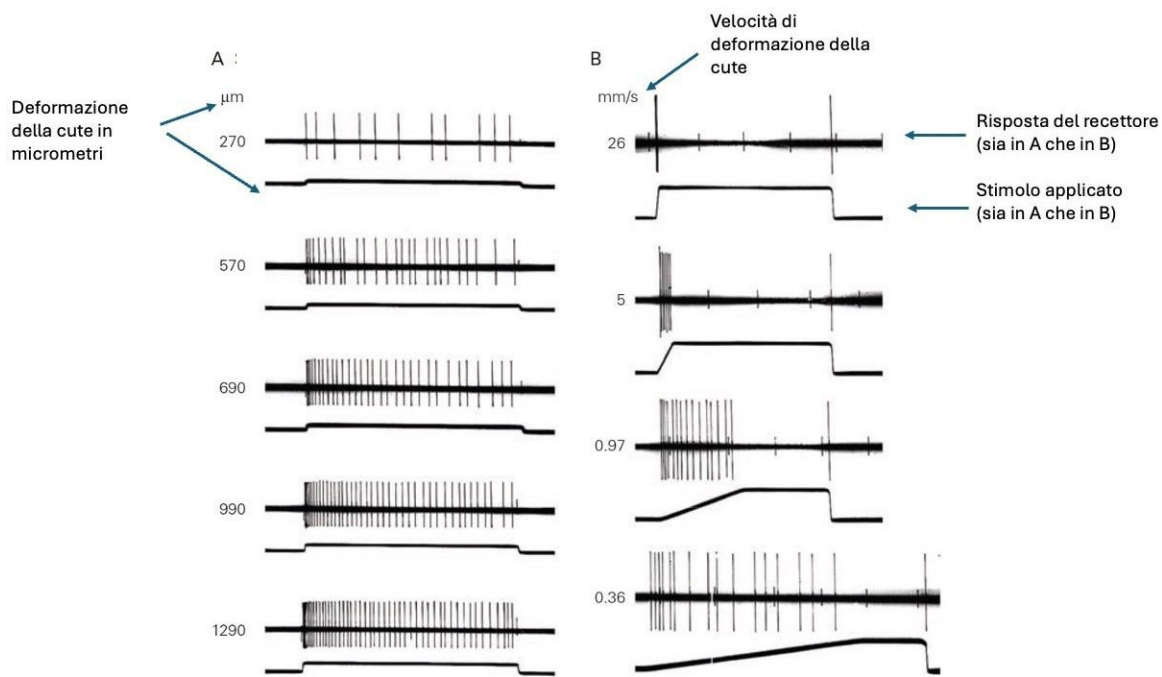 A :
μm
Deformazione
della cute in
micrometri
270
570
690
990
1290
Velocità di
deformazione della
cute
B
mm/s
26
5
0.97
0.36
Risposta del recettore
(sia in A che in B)
Stimolo applicato
(sia in A che in B)